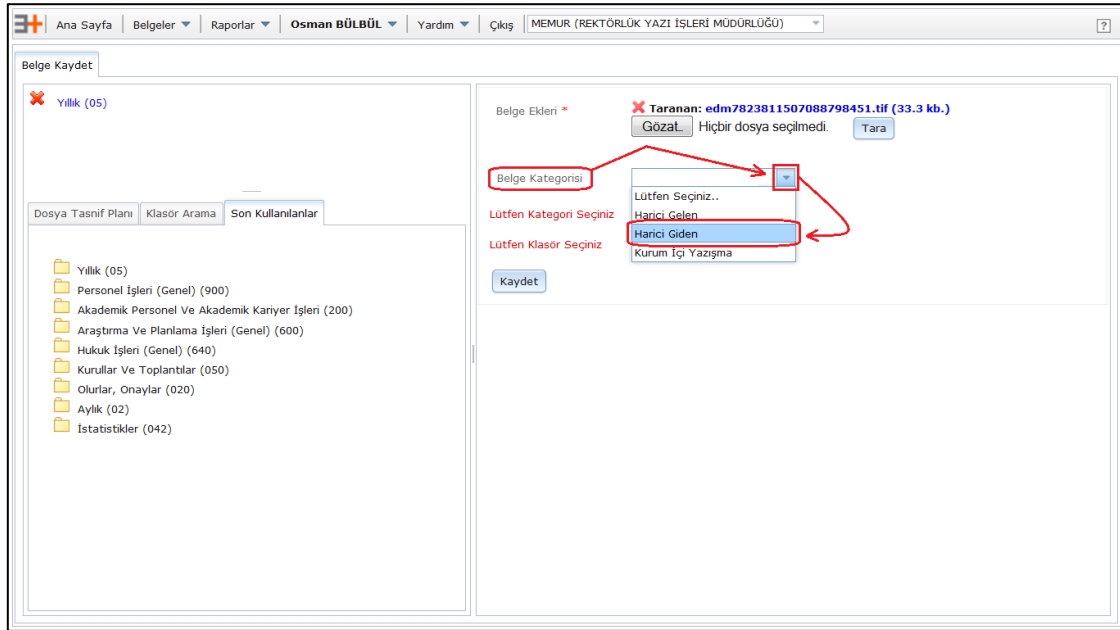 Ana Sayfa Belgeler Raporlar Osman BÜLBÜL Yardım Çıkış MEMUR (REKTÖRLÜK YAZI İŞLERİ MÜDÜRLÜĞÜ) ?
Belge Kaydet
Yıllık (05)
Dosya Tasnif Planı Klasör Arama Son Kullanılanlar
Yıllık (05)
Personel İşleri (Genel) (900)
Akademik Personel Ve Akademik Kariyer İşleri (200)
Araştırma Ve Planlama İşleri (Genel) (600)
Hukuk İşleri (Genel) (640)
Kurullar Ve Toplantılar (050)
Olurlar, Onaylar (020)
Aylık (02)
İstatistikler (042)
Belge Ekleri * Taranan: edm7823811507088798451.tif (33.3 kb.)
Gözat.. Hiçbir dosya seçilmedi. Tara
Belge Kategorisi
Lütfen Seçiniz..
Lütfen Kategori Seçiniz Harici Gelen
Harici Giden
Lütfen Klasör Seçiniz
Kurum İçi Yazışma
Kaydet